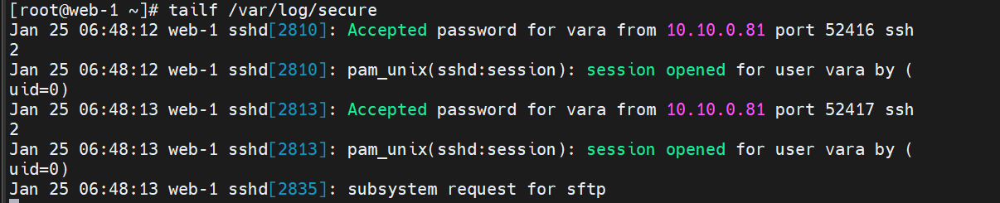 [root@web-1 ~]# tailf /var/log/secure
Jan 25 06:48:12 web-1 sshd[2810]: Accepted password for vara from 10.10.0.81 port 52416 ssh
2
Jan 25 06:48:12 web-1 sshd[2810]: pam_unix(sshd:session): session opened for user vara by (
uid=0)
Jan 25 06:48:13 web-1 sshd[2813]: Accepted password for vara from 10.10.0.81 port 52417 ssh
2
Jan 25 06:48:13 web-1 sshd[2813]: pam_unix(sshd:session): session opened for user vara by (
uid=0)
Jan 25 06:48:13 web-1 sshd[2835]: subsystem request for sftp